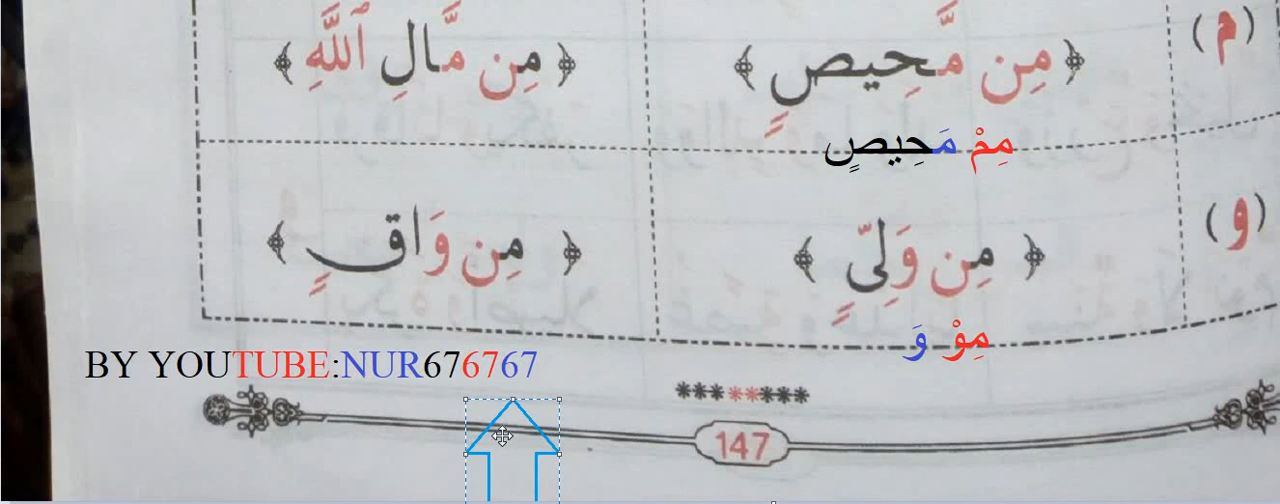 (م) ﴿ مِن مَّحِيصٍ ﴾ ﴿ مِن مَّالِ ٱللَّهِ ﴾
مِمْ مَحِيصٍ
(و) ﴿ مِن وَلِىٍّ ﴾ ﴿ مِن وَاقٍ ﴾
مِوْ وَ
BY YOUTUBE:NUR676767
********
147